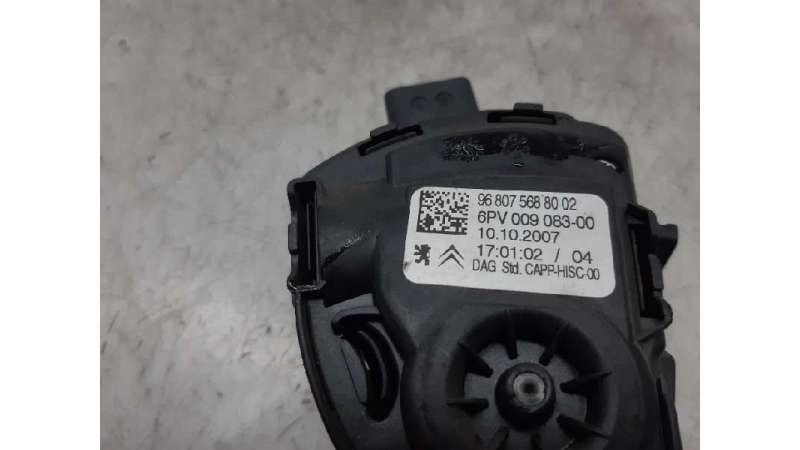 96 807 568 80 02
6PV 009 083-00
10.10.2007
17:01:02 / 04
DAG Std. CAPP-HISC-00